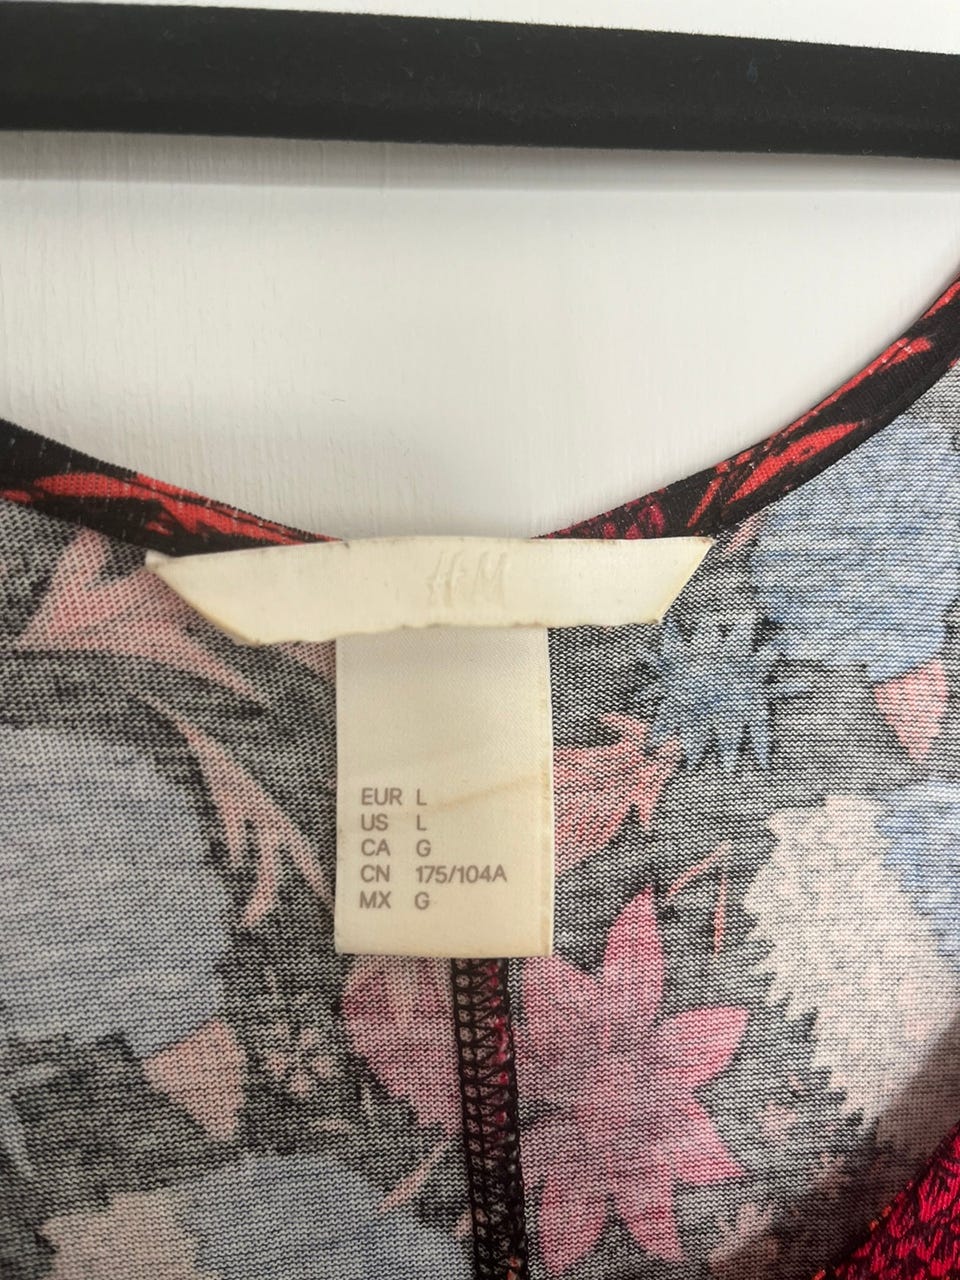 H&M
EUR L
US L
CA G
CN 175/104A
MX G